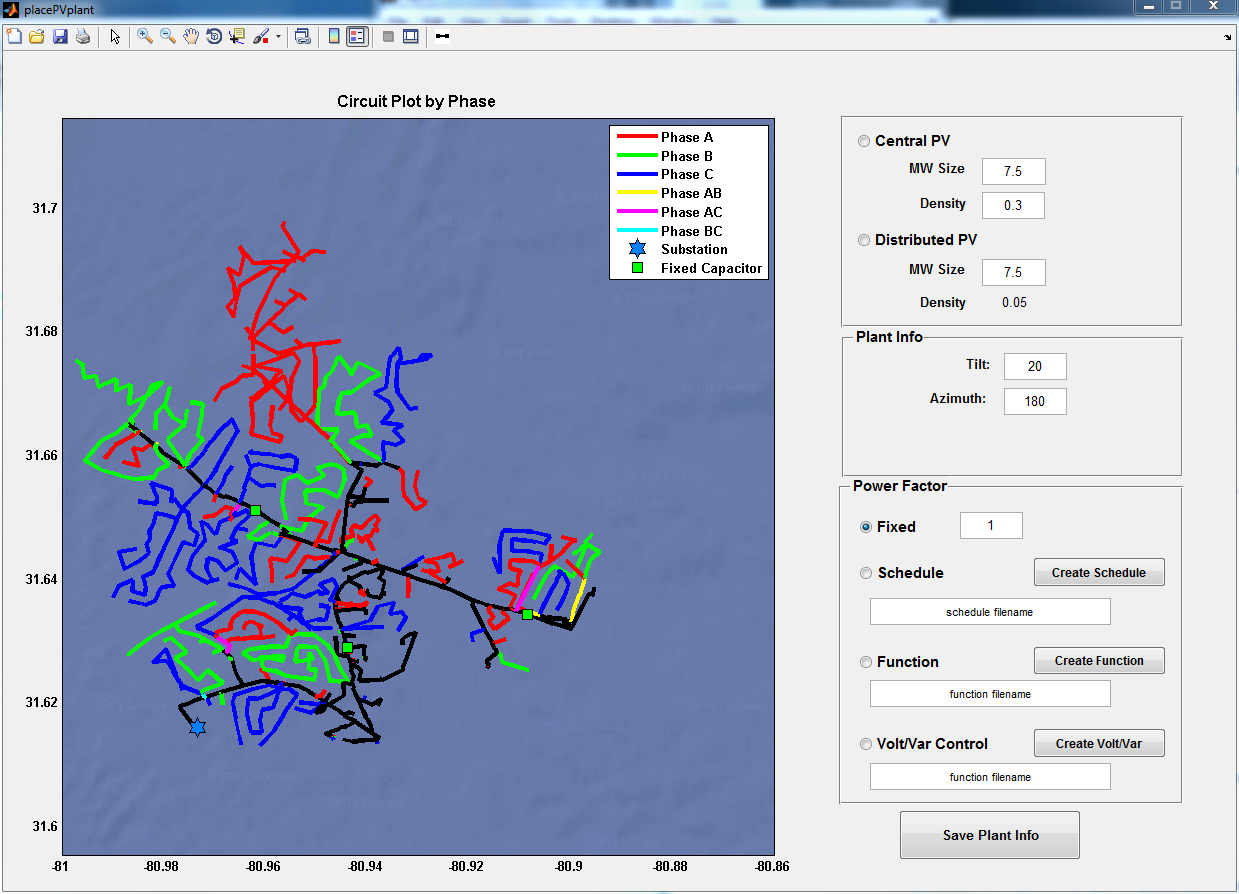 placePVplant
Circuit Plot by Phase
Phase A
Phase B
Phase C
Phase AB
Phase AC
Phase BC
Substation
Fixed Capacitor
31.7
31.68
31.66
31.64
31.62
31.6
-81
-80.98
-80.96
-80.94
-80.92
-80.9
-80.88
-80.86
Central PV
MW Size
7.5
Density
0.3
Distributed PV
MW Size
7.5
Density
0.05
Plant Info
Tilt:
20
Azimuth:
180
Power Factor
Fixed
1
Schedule
Create Schedule
schedule filename
Function
Create Function
function filename
Volt/Var Control
Create Volt/Var
function filename
Save Plant Info